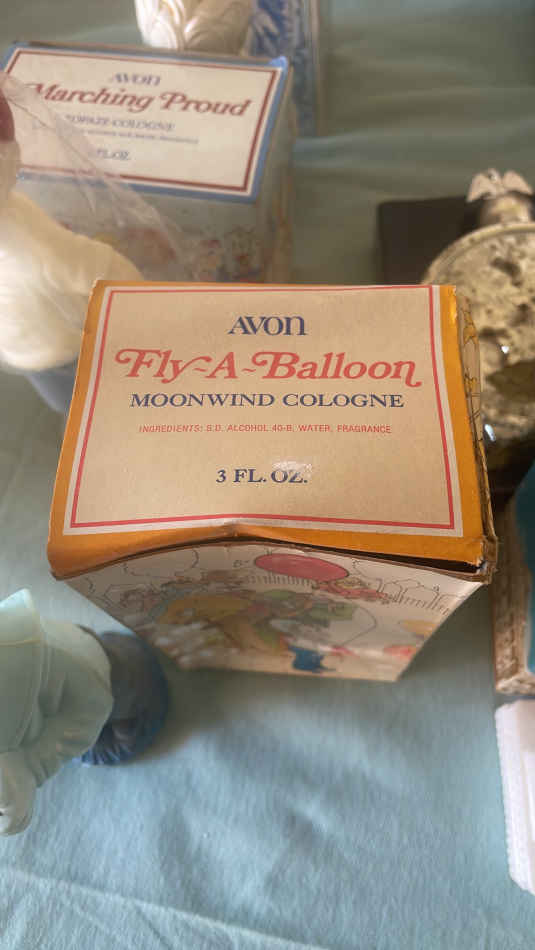 AVON
Marching Proud
TOPAZE COLOGNE
FL. OZ.
AVON
Fly~A~Balloon
MOONWIND COLOGNE
INGREDIENTS: S.D. ALCOHOL 40-B, WATER, FRAGRANCE
3 FL. OZ.